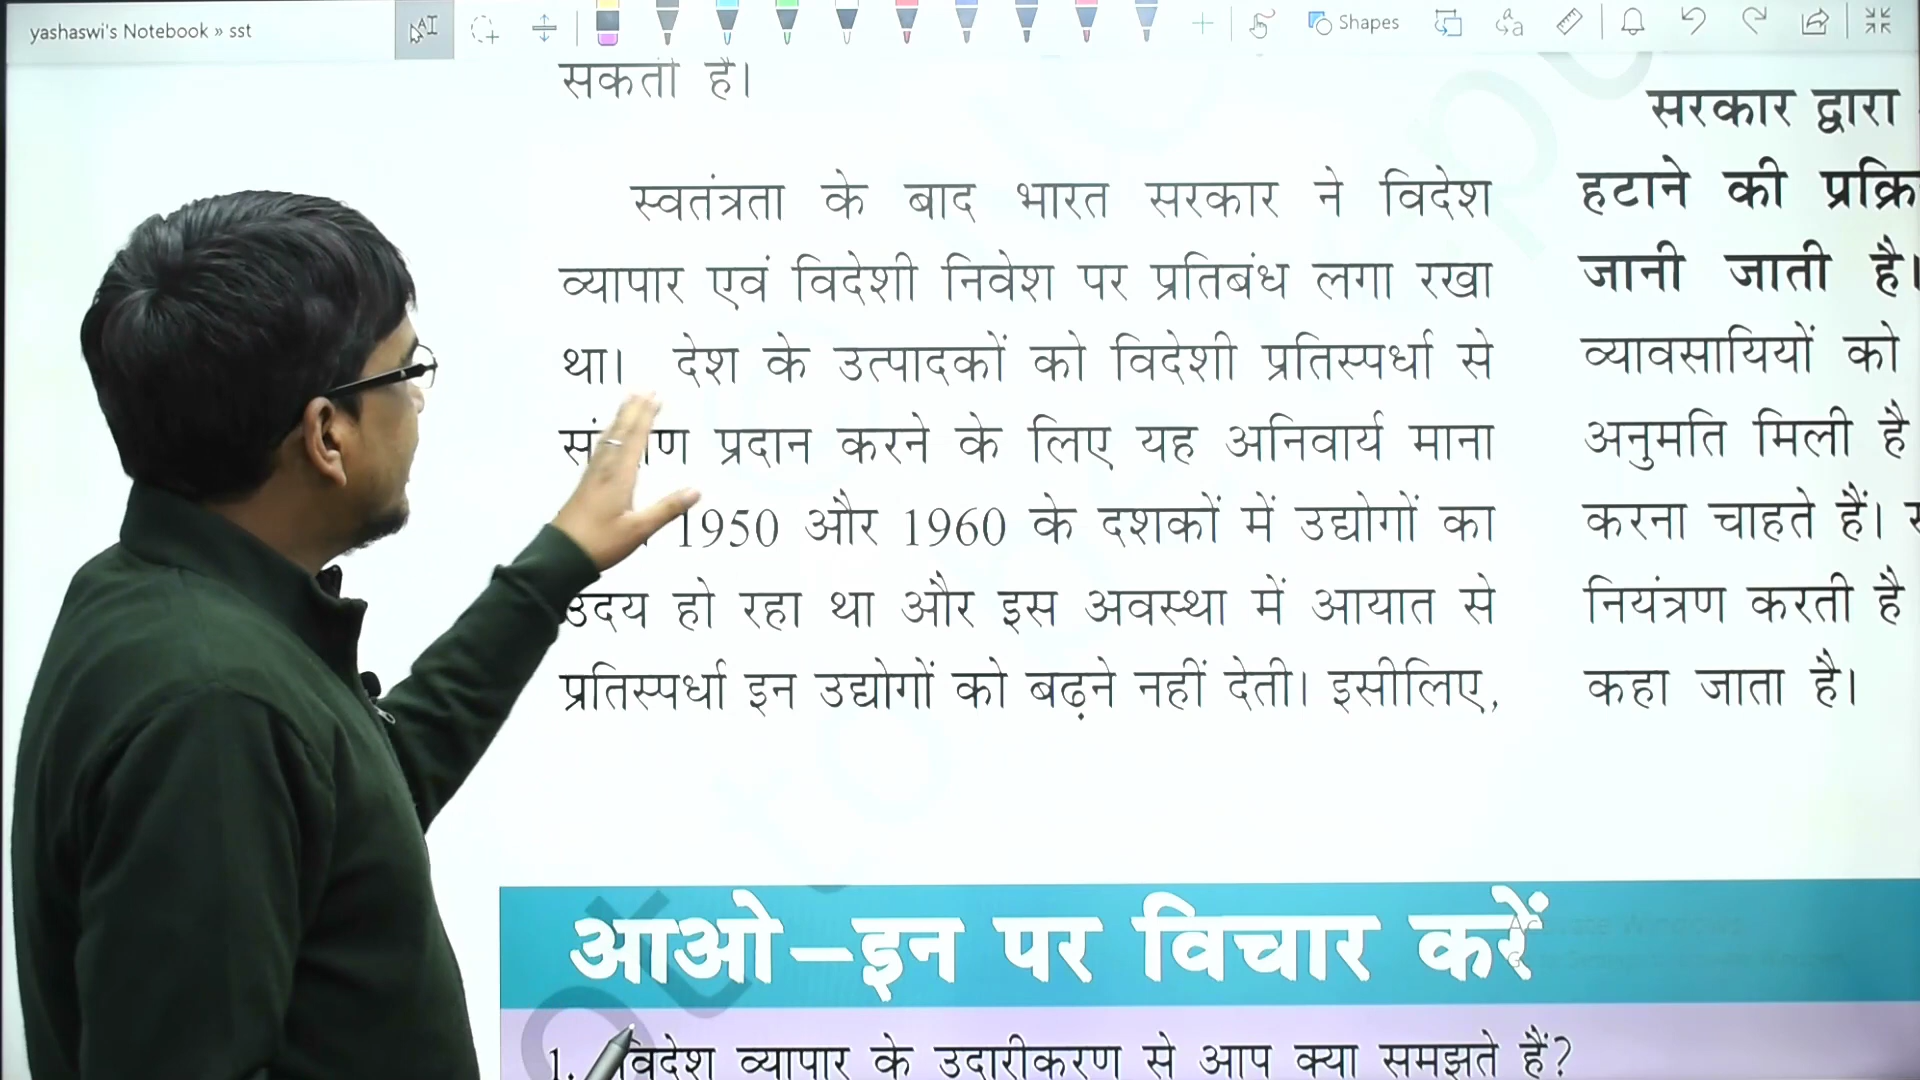 yashaswi's Notebook » sst
Shapes
सकती है।
स्वतंत्रता के बाद भारत सरकार ने विदेश
व्यापार एवं विदेशी निवेश पर प्रतिबंध लगा रखा
था। देश के उत्पादकों को विदेशी प्रतिस्पर्धा से
प्रदान करने के लिए यह अनिवार्य माना
1950 और 1960 के दशकों में उद्योगों का
उदय हो रहा था और इस अवस्था में आयात से
प्रतिस्पर्धा इन उद्योगों को बढ़ने नहीं देती। इसीलिए,
सरकार द्वारा
हटाने की
जानी जाती है।
व्यावसायियों को
अनुमति मिली है
करना चाहते हैं।
नियंत्रण करती है
कहा जाता है।
आओ–इन पर विचार करें
1. विदेश व्यापार के उदारीकरण से आप क्या समझते हैं?